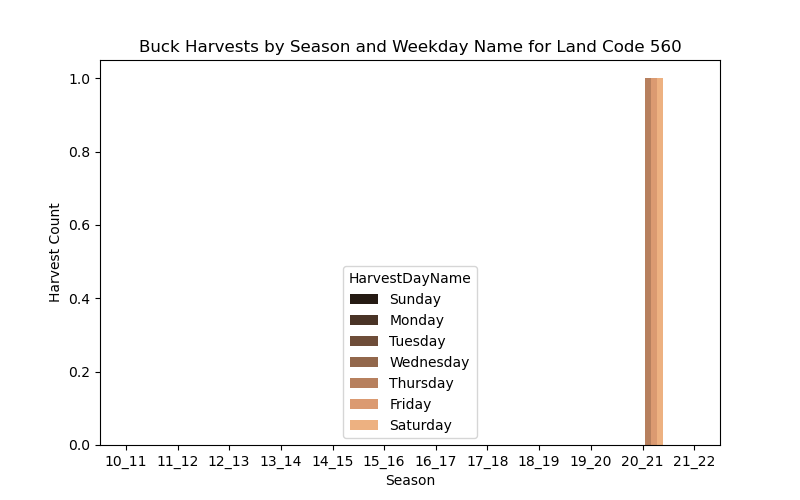 Buck Harvests by Season and Weekday Name for Land Code 560
1.0
0.8
0.6
0.4
0.2
0.0
Harvest Count
HarvestDayName
Sunday
Monday
Tuesday
Wednesday
Thursday
Friday
Saturday
10_11 11_12 12_13 13_14 14_15 15_16 16_17 17_18 18_19 19_20 20_21 21_22
Season